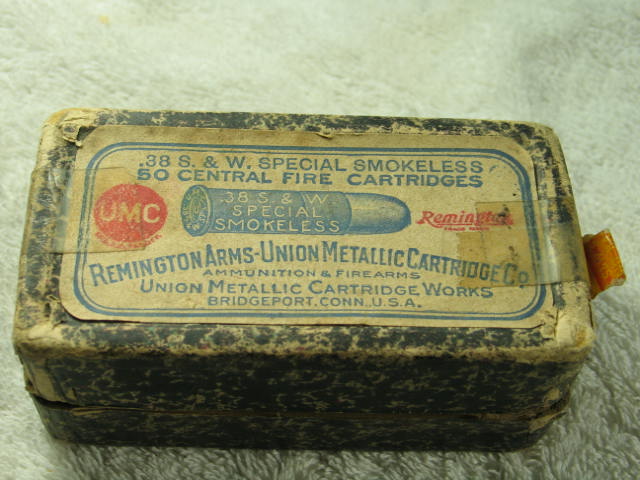 .38 S. & W. SPECIAL SMOKELESS
50 CENTRAL FIRE CARTRIDGES
UMC
.38 S. & W.
SPECIAL
SMOKELESS
Remington
REMINGTON ARMS-UNION METALLIC CARTRIDGE CO
AMMUNITION & FIREARMS
UNION METALLIC CARTRIDGE WORKS
BRIDGEPORT, CONN., U.S.A.